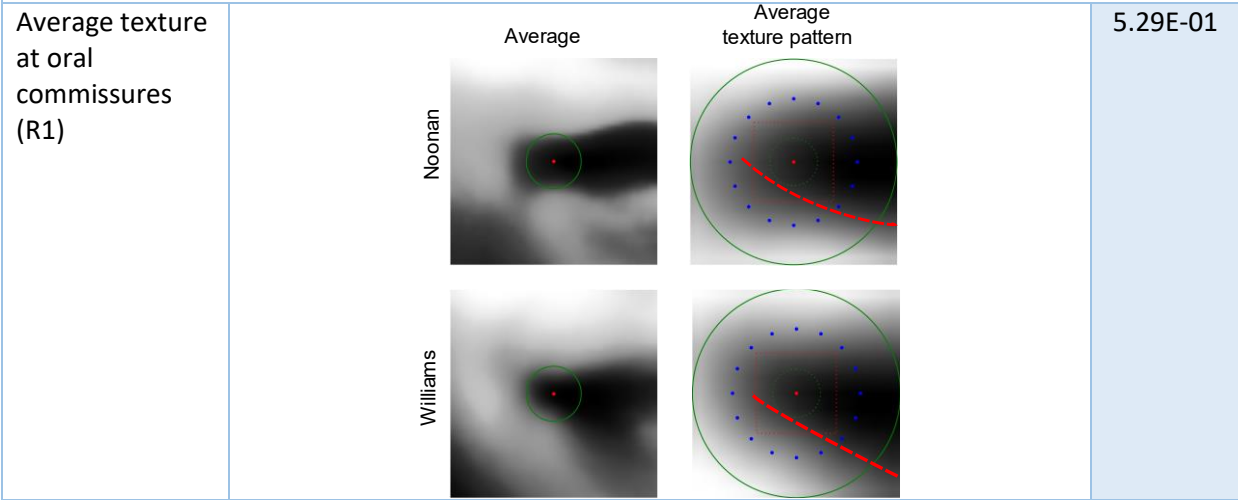 Average texture
at oral
commissures
(R1)
Average
Average
texture pattern
Noonan
Williams
5.29E-01